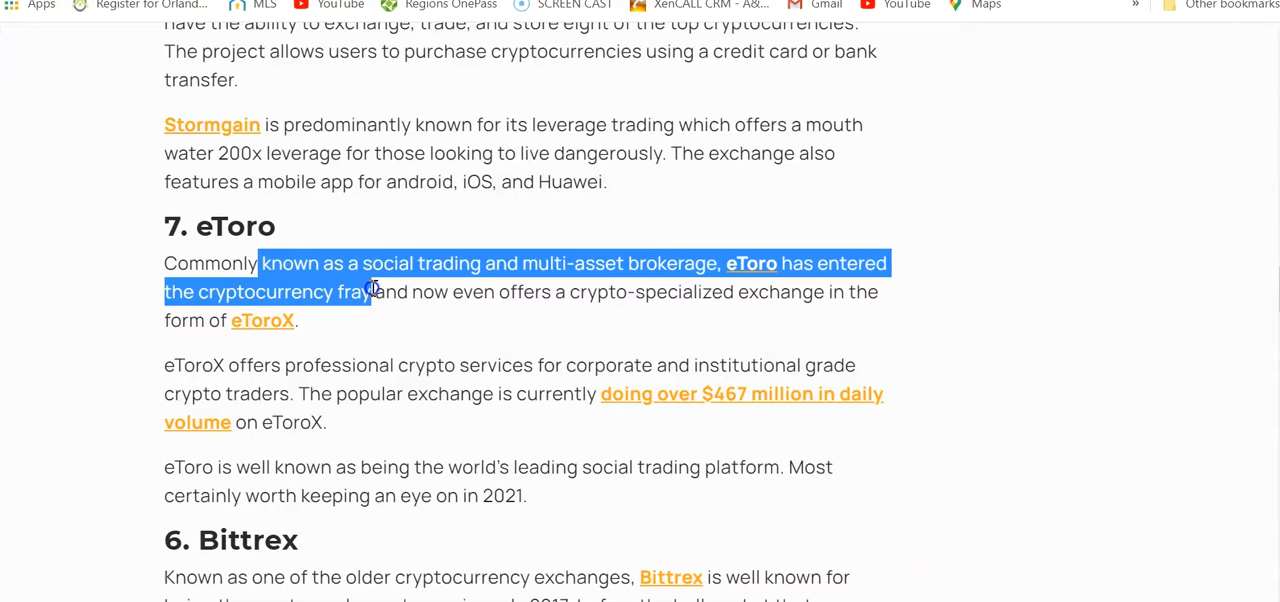 Apps Register for Orland... MLS YouTube Regions OnePass SCREEN CAST XenCALL CRM - A&... Gmail YouTube Maps » Other bookmarks
have the ability to exchange, trade, and store eight of the top cryptocurrencies.
The project allows users to purchase cryptocurrencies using a credit card or bank
transfer.
Stormgain is predominantly known for its leverage trading which offers a mouth
water 200x leverage for those looking to live dangerously. The exchange also
features a mobile app for android, iOS, and Huawei.
7. eToro
Commonly known as a social trading and multi-asset brokerage, eToro has entered
the cryptocurrency fray and now even offers a crypto-specialized exchange in the
form of eToroX.
eToroX offers professional crypto services for corporate and institutional grade
crypto traders. The popular exchange is currently doing over $467 million in daily
volume on eToroX.
eToro is well known as being the world's leading social trading platform. Most
certainly worth keeping an eye on in 2021.
6. Bittrex
Known as one of the older cryptocurrency exchanges, Bittrex is well known for